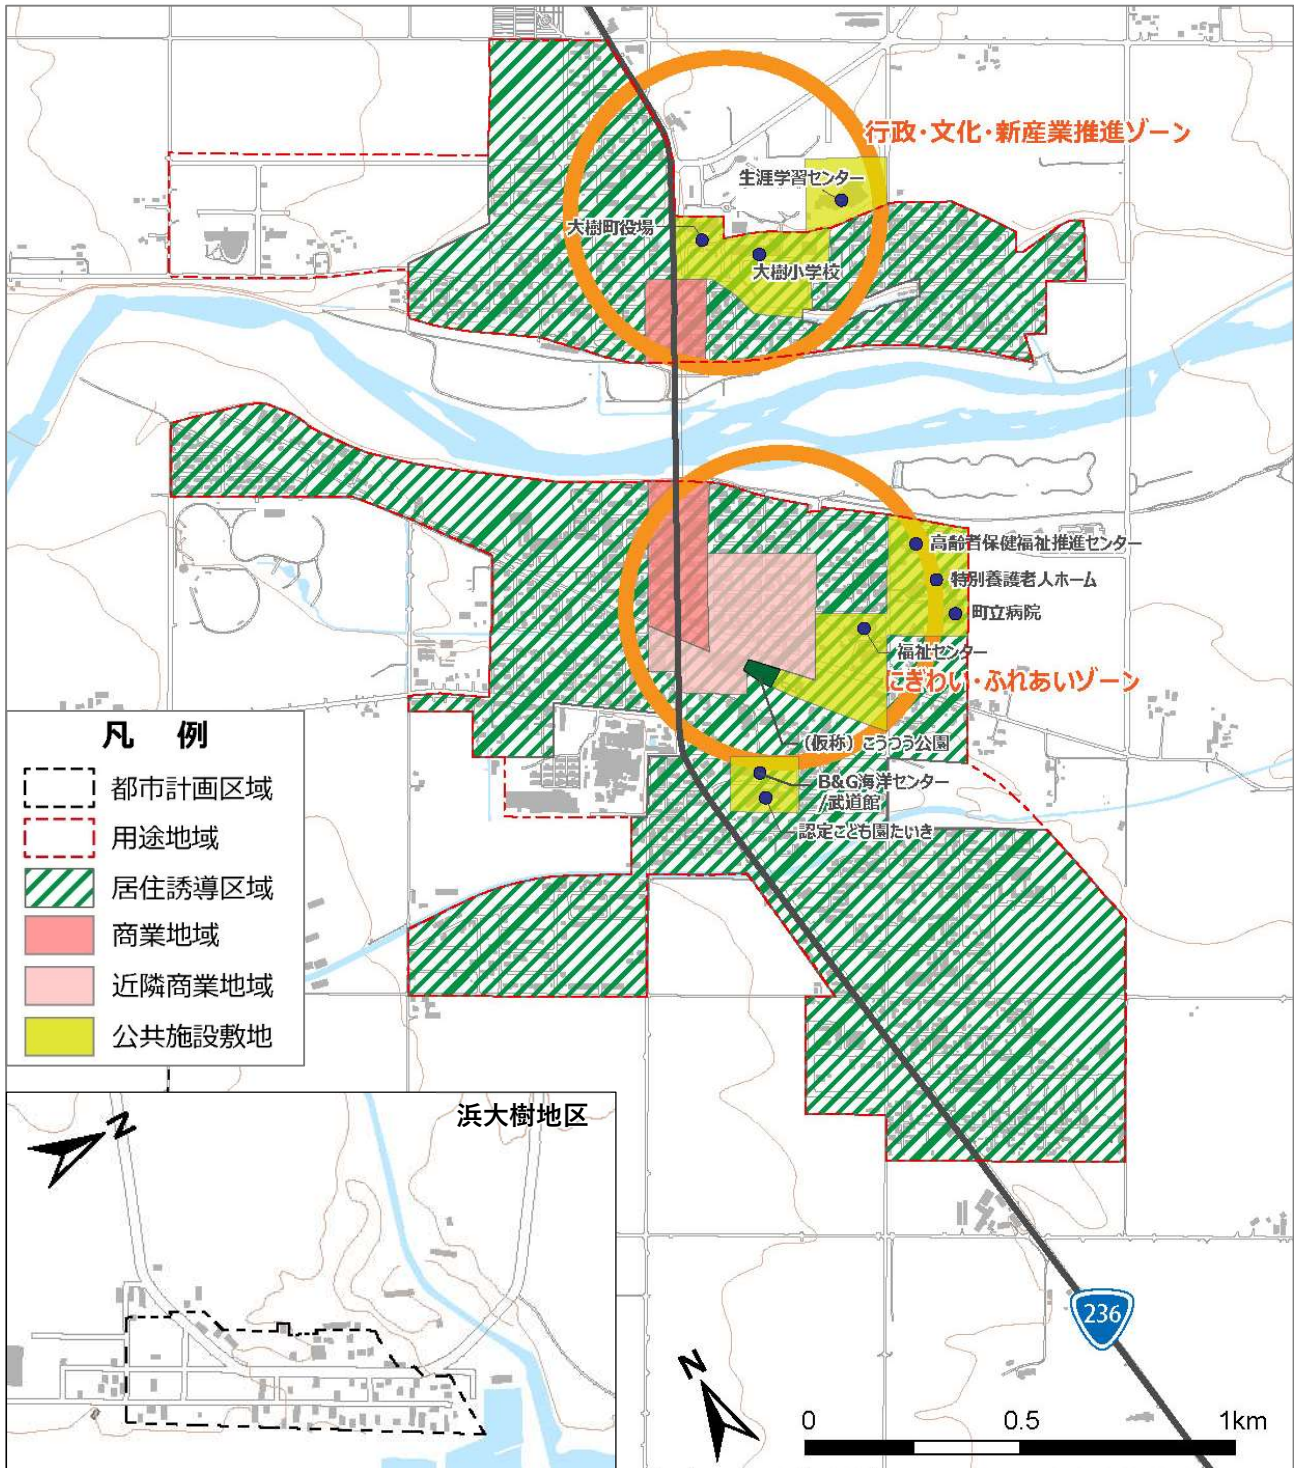 行政・文化・新産業推進ゾーン
生涯学習センター
大樹町役場
大樹小学校
高齢者保健福祉推進センター
特別養護老人ホーム
町立病院
福祉センター
にぎわい・ふれあいゾーン
(仮称)こうつう公園
B&G海洋センター
/武道館
認定こども園たいき
凡 例
都市計画区域
用途地域
居住誘導区域
商業地域
近隣商業地域
公共施設敷地
浜大樹地区
N
236
N
0 0.5 1km